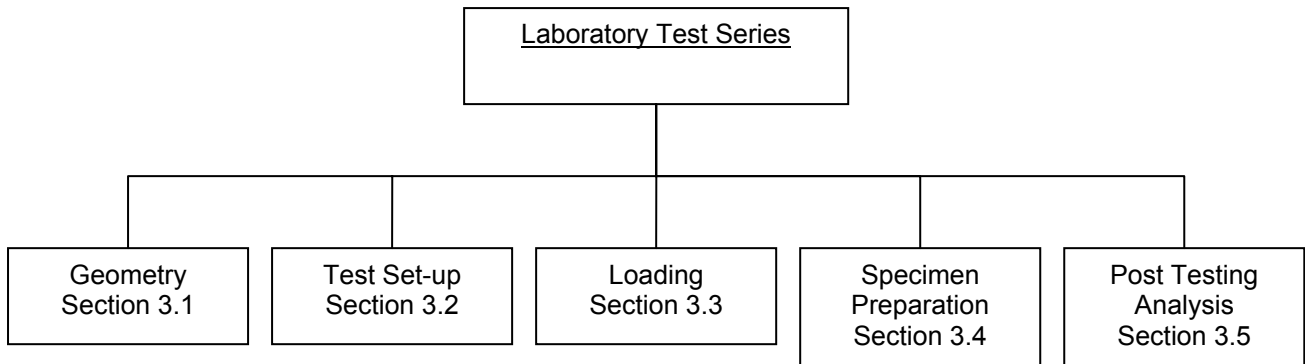 Laboratory Test Series
Geometry
Section 3.1
Test Set-up
Section 3.2
Loading
Section 3.3
Specimen
Preparation
Section 3.4
Post Testing
Analysis
Section 3.5